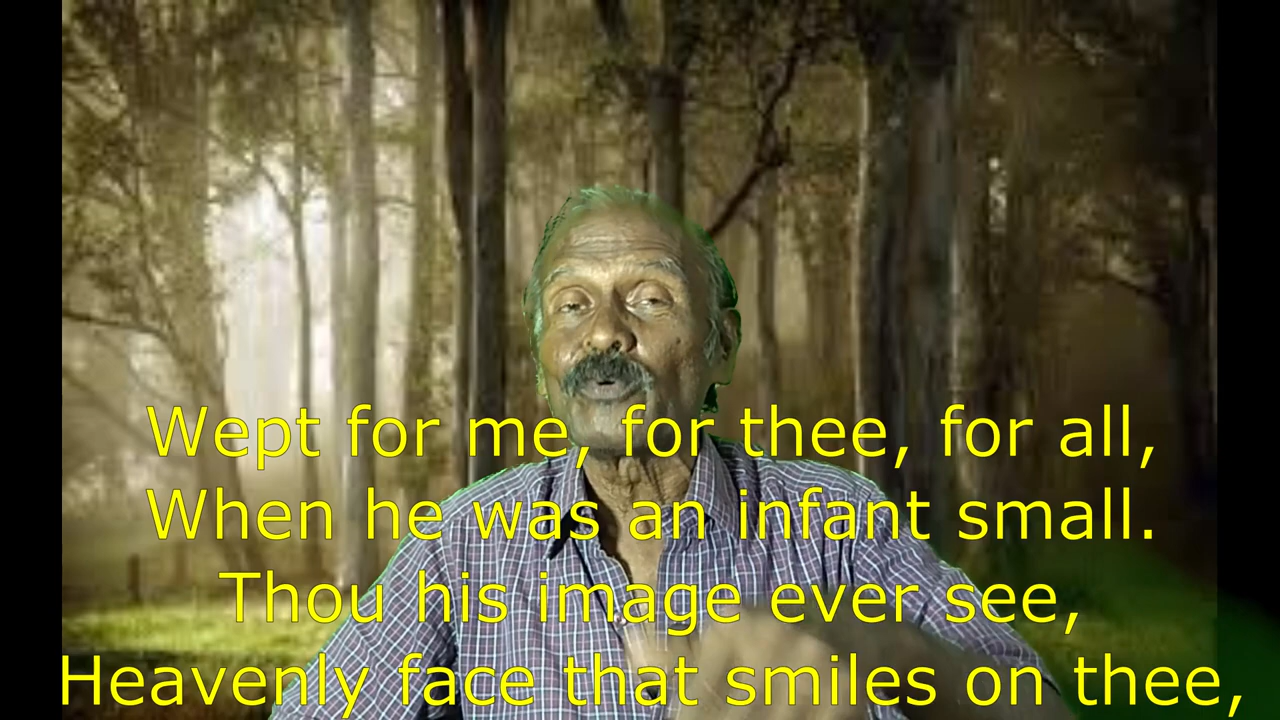 Wept for me, for thee, for all,
When he was an infant small.
Thou his image ever see,
Heavenly face that smiles on thee,